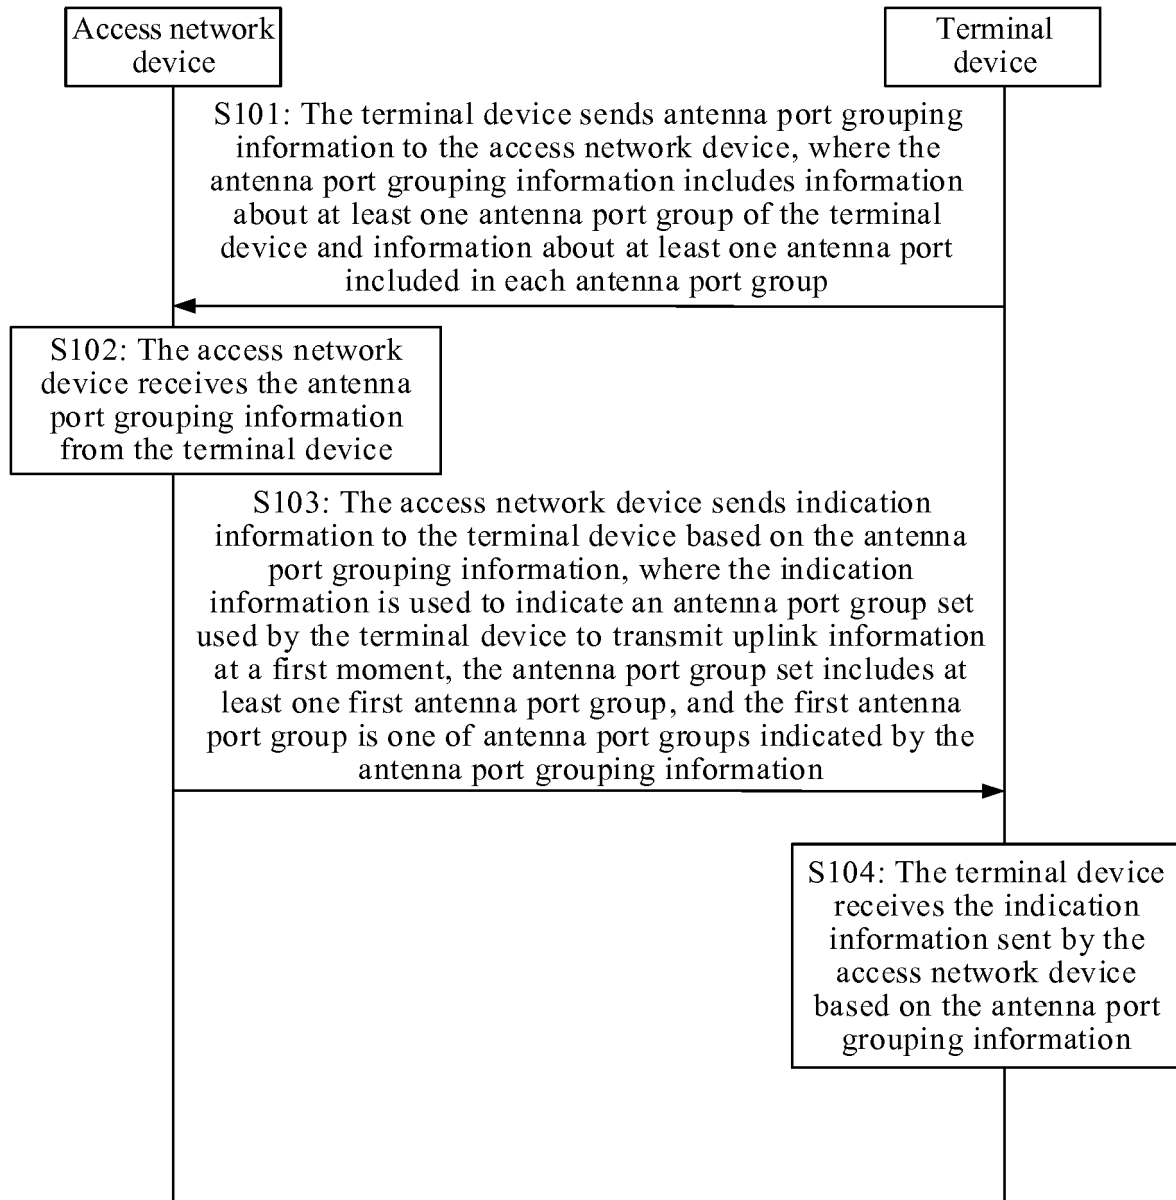 Access network
device
Terminal
device
S101: The terminal device sends antenna port grouping
information to the access network device, where the
antenna port grouping information includes information
about at least one antenna port group of the terminal
device and information about at least one antenna port
included in each antenna port group
S102: The access network
device receives the antenna
port grouping information
from the terminal device
S103: The access network device sends indication
information to the terminal device based on the antenna
port grouping information, where the indication
information is used to indicate an antenna port group set
used by the terminal device to transmit uplink information
at a first moment, the antenna port group set includes at
least one first antenna port group, and the first antenna
port group is one of antenna port groups indicated by the
antenna port grouping information
S104: The terminal device
receives the indication
information sent by the
access network device
based on the antenna port
grouping information